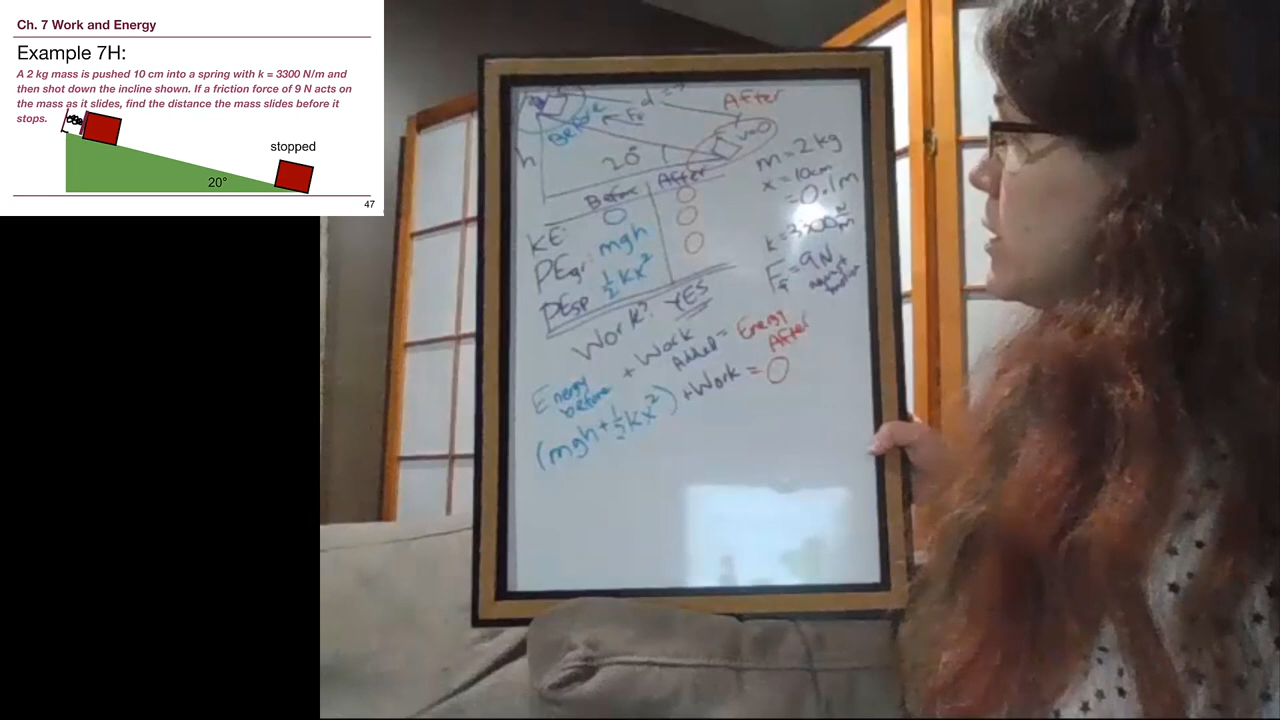 Ch. 7 Work and Energy
Example 7H:
A 2 kg mass is pushed 10 cm into a spring with k = 3300 N/m and
then shot down the incline shown. If a friction force of 9 N acts on
the mass as it slides, find the distance the mass slides before it
stops.
stopped
20°
47
d = ?
After
Before
v=0
h
20°
m = 2 kg
x = 10cm
= 0.1m
k = 3300 N/m
F = 9N
Before After
KE: 0 0
PEgr: mgh 0
PEsp: ½kx² 0
Work? YES
Energy before + Work Added = Energy After
(mgh + ½kx²) + Work = 0